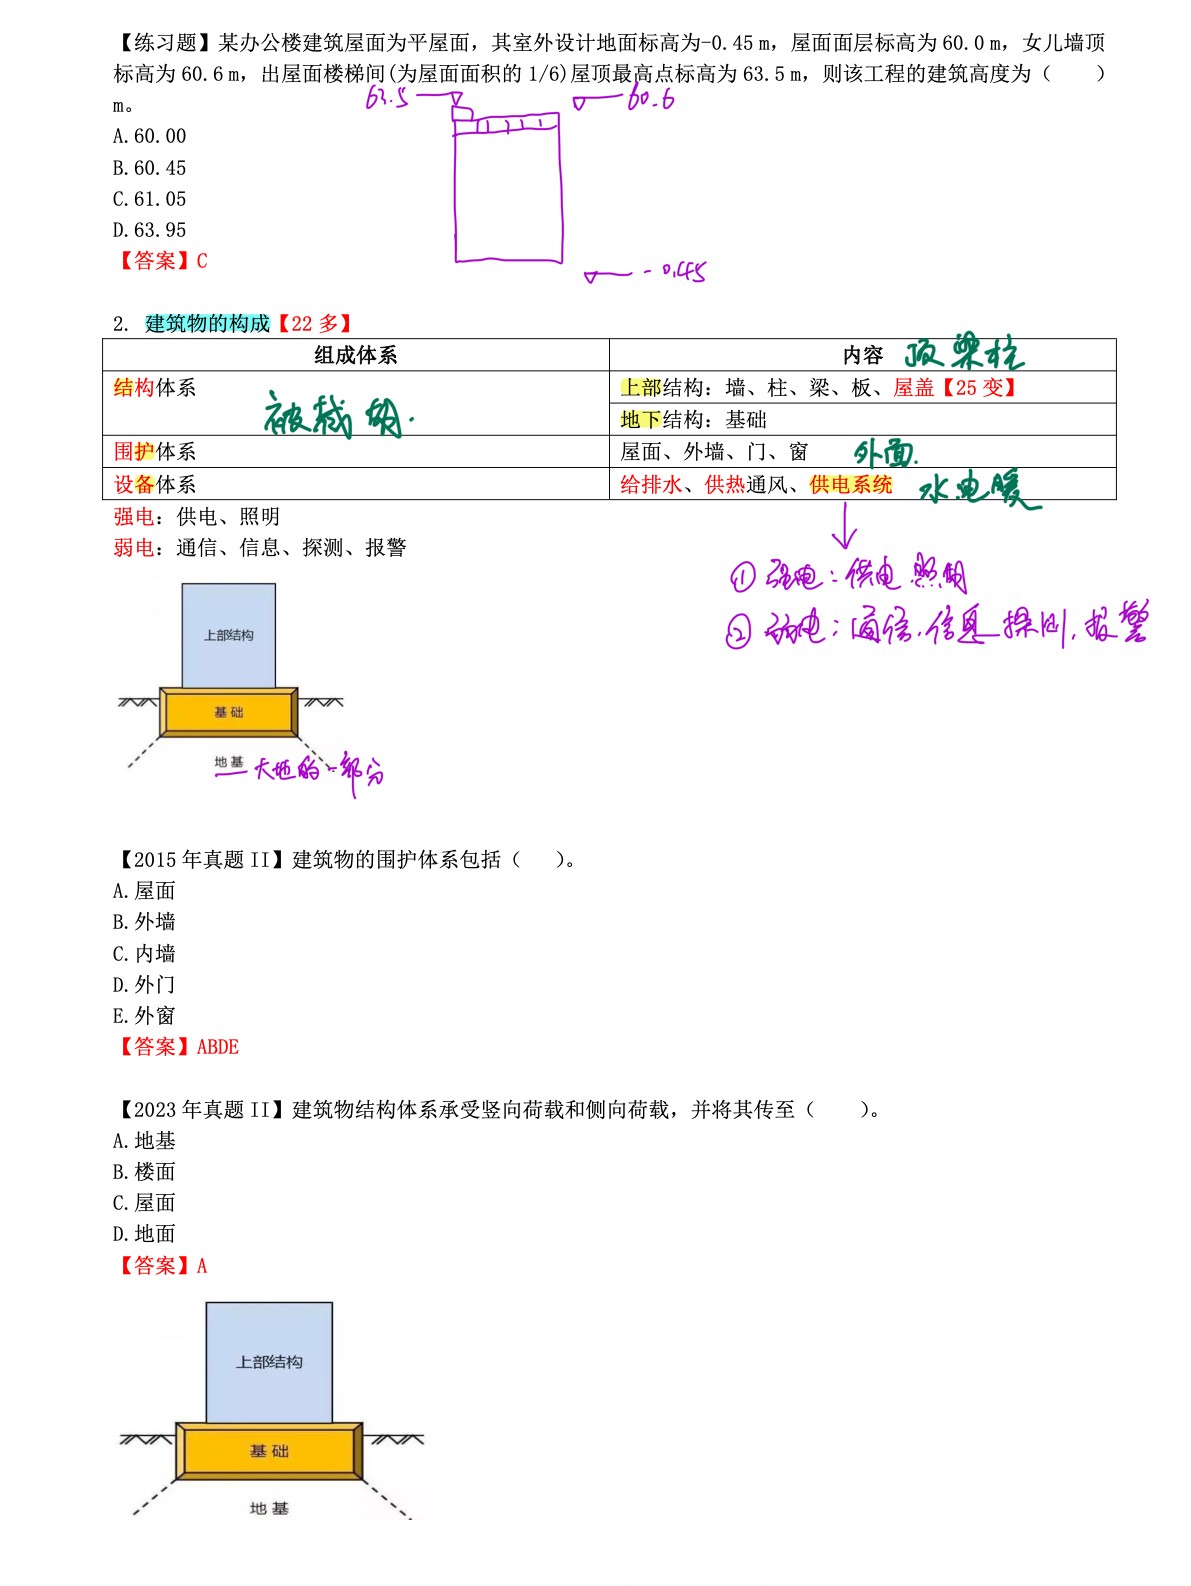 【练习题】某办公楼建筑屋面为平屋面，其室外设计地面标高为-0.45 m，屋面面层标高为 60.0 m，女儿墙顶
标高为 60.6 m，出屋面楼梯间(为屋面面积的 1/6)屋顶最高点标高为 63.5 m，则该工程的建筑高度为（　　）
m。
63.5
60.6
A.60.00
B.60.45
C.61.05
D.63.95
【答案】C
-0.45
2. 建筑物的构成【22 多】
组成体系
内容
顶梁柱
结构体系
被裁明.
上部结构：墙、柱、梁、板、屋盖【25 变】
地下结构：基础
围护体系
屋面、外墙、门、窗
外面.
设备体系
给排水、供热通风、供电系统
水电暖
强电：供电、照明
弱电：通信、信息、探测、报警
① 强电：供电 照明
② 弱电：通信.信息 探测.报警
上部结构
基础
地基
大地的一部分
【2015 年真题 II】建筑物的围护体系包括（　　）。
A.屋面
B.外墙
C.内墙
D.外门
E.外窗
【答案】ABDE
【2023 年真题 II】建筑物结构体系承受竖向荷载和侧向荷载，并将其传至（　　）。
A.地基
B.楼面
C.屋面
D.地面
【答案】A
上部结构
基础
地基